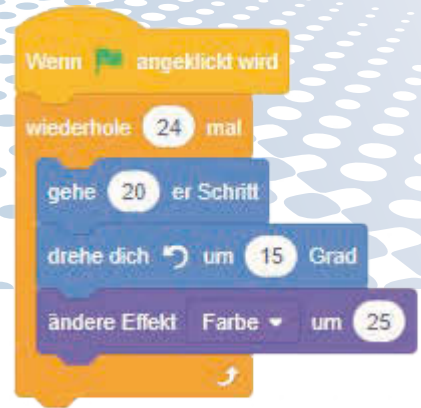 Wenn angeklickt wird
wiederhole 24 mal
gehe 20 er Schritt
drehe dich um 15 Grad
ändere Effekt Farbe um 25